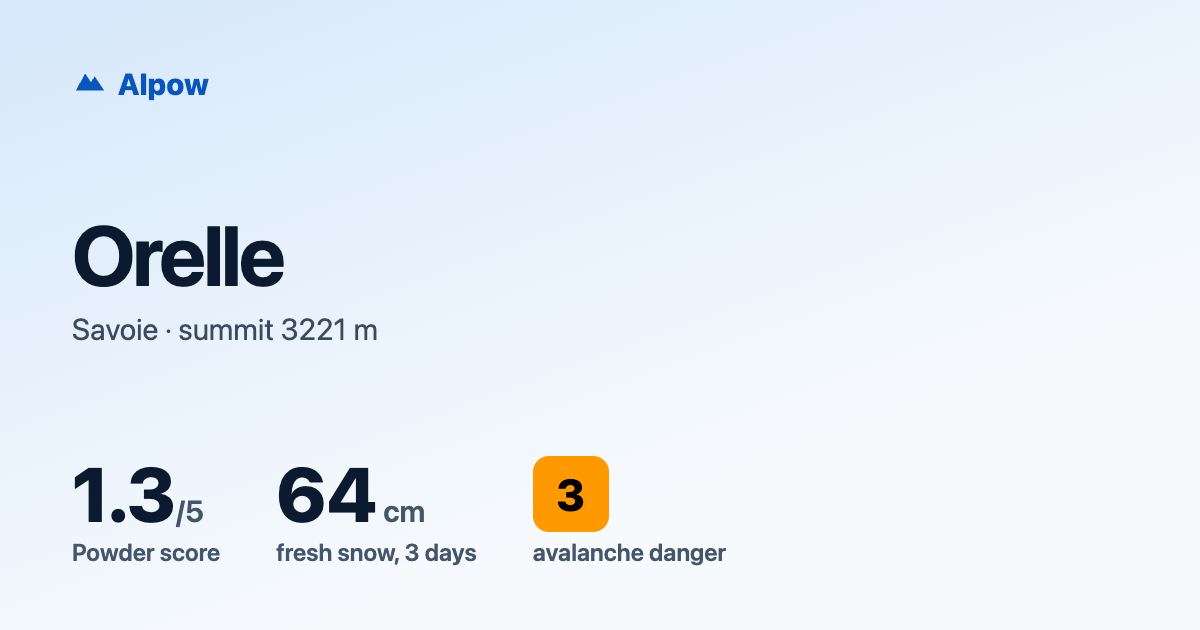 Alpow
Orelle
Savoie · summit 3221 m
1.3/5
Powder score
64 cm
fresh snow, 3 days
3
avalanche danger